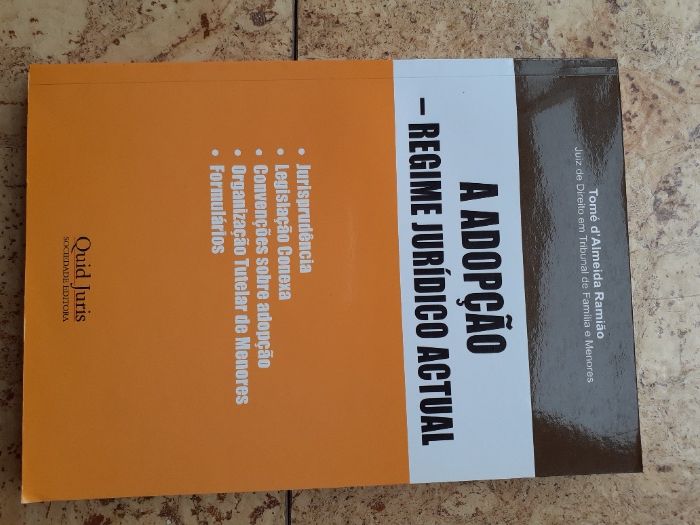 Tomé d'Almeida Ramião
Juiz de Direito em Tribunal de Família e Menores
A ADOPÇÃO
– REGIME JURÍDICO ACTUAL
• Jurisprudência
• Legislação Conexa
• Convenções sobre adopção
• Organização Tutelar de Menores
• Formulários
Quid Juris
SOCIEDADE EDITORA